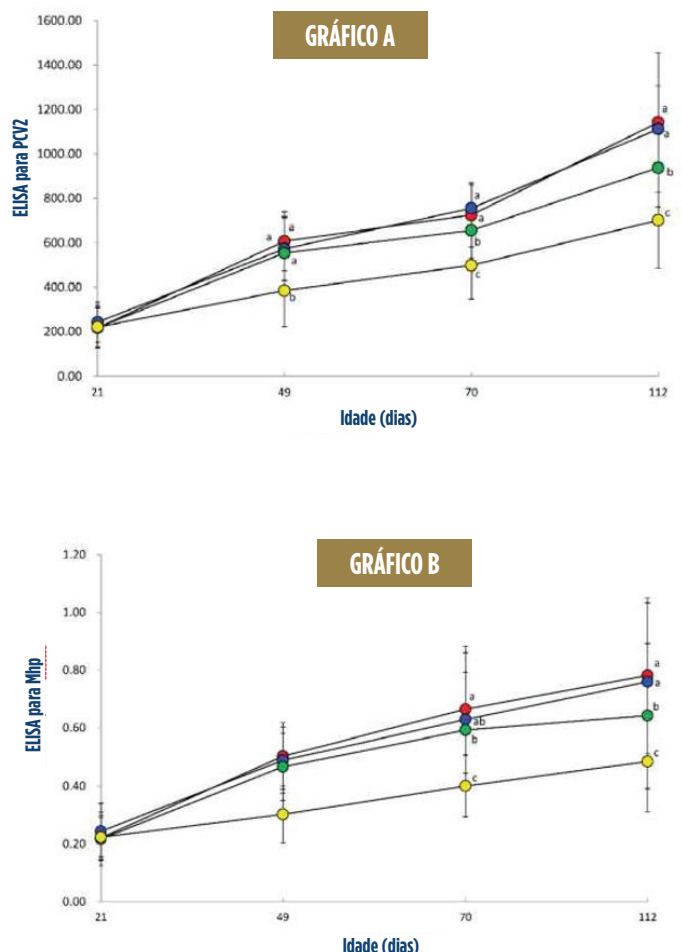 GRÁFICO A
ELISA para PCV2
1600.00
1400.00
1200.00
1000.00
800.00
600.00
400.00
200.00
0.00
a
a
a
b
a
a
b
c
a
a
b
c
21 49 70 112
Idade (dias)
GRÁFICO B
ELISA para Mhp
1.20
1.00
0.80
0.60
0.40
0.20
0.00
a
ab
b
c
a
a
b
c
21 49 70 112
Idade (dias)